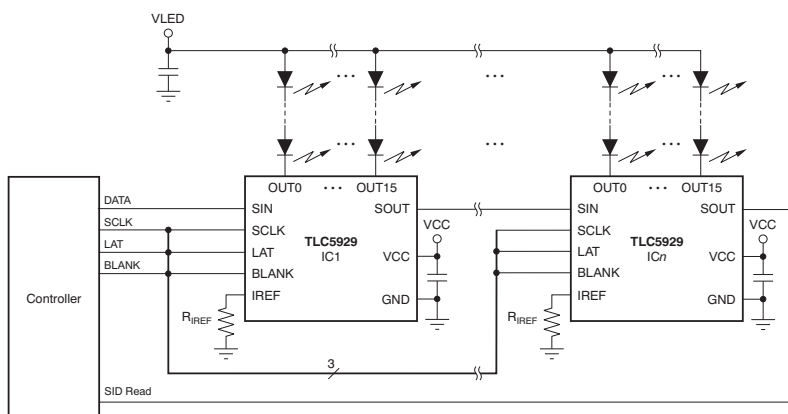 VLED
OUT0 ••• OUT15
OUT0 ••• OUT15
DATA
SCLK
LAT
BLANK
Controller
SID Read
SIN
SCLK
LAT
BLANK
IREF
TLC5929
IC1
SOUT
VCC
GND
VCC
RIREF
3
SIN
SCLK
LAT
BLANK
IREF
TLC5929
ICn
SOUT
VCC
GND
VCC
RIREF